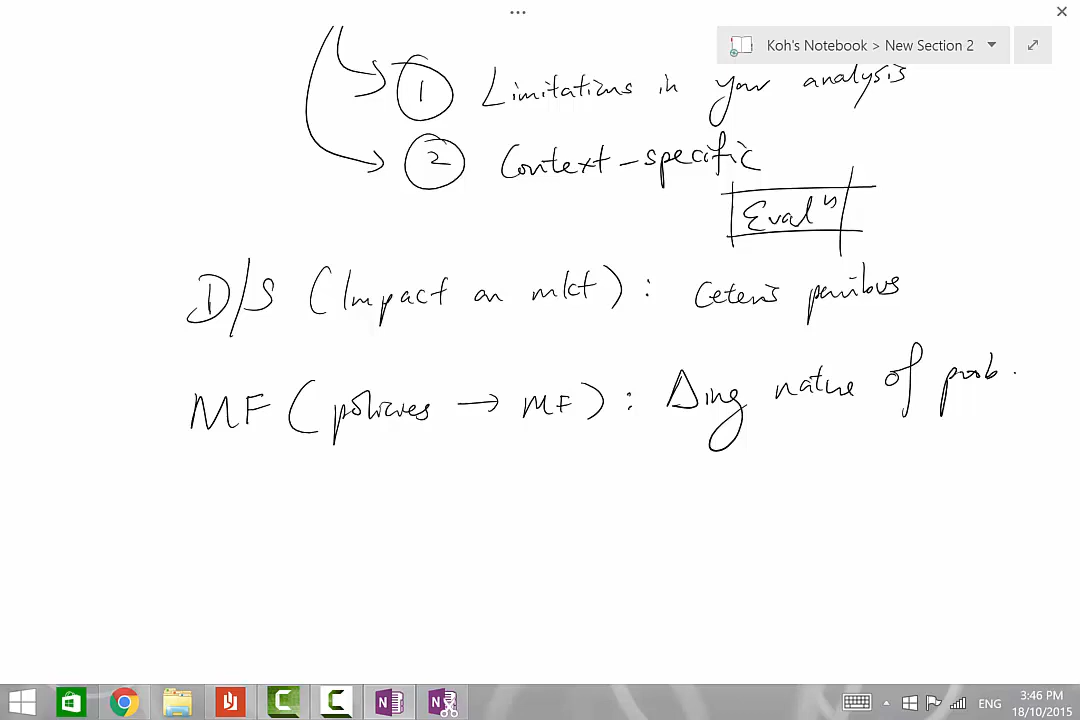 Koh's Notebook > New Section 2
1 Limitations in your analysis
2 Context-specific
Eval^n
D/S (Impact on mkt) : Ceteris paribus
MF (policies → MF) : Δing nature of prob.
ENG
3:46 PM
18/10/2015